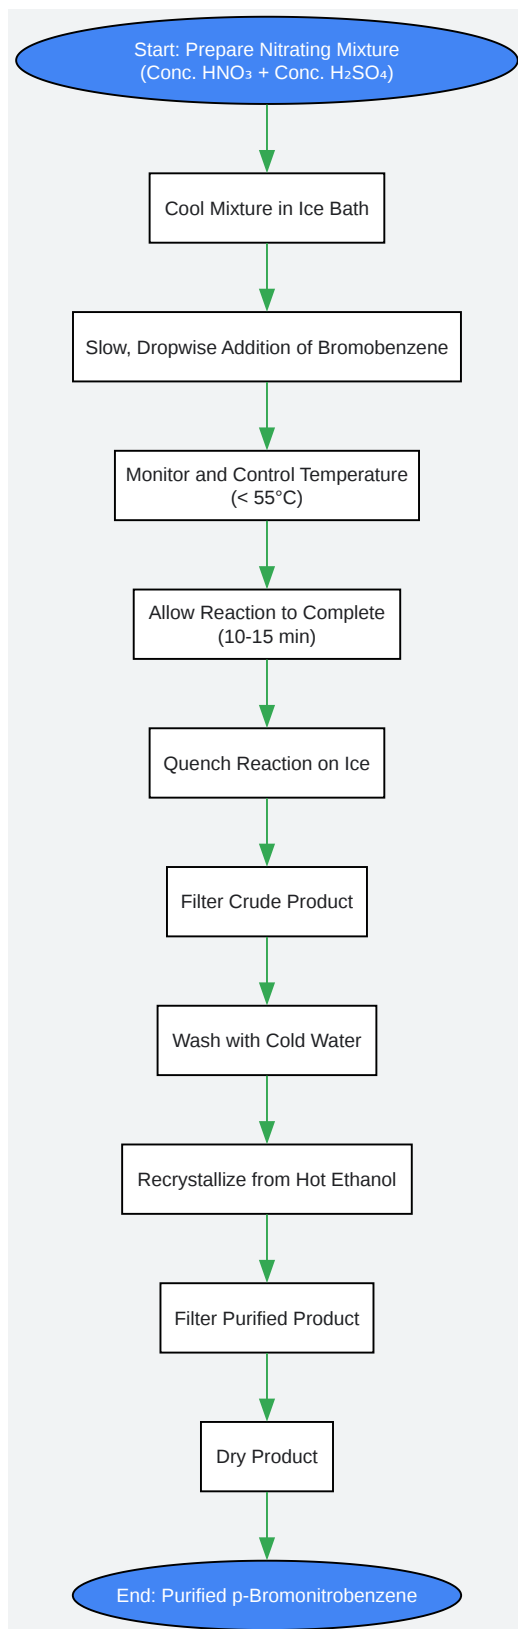 Start: Prepare Nitrating Mixture
(Conc. HNO₃ + Conc. H₂SO₄)
Cool Mixture in Ice Bath
Slow, Dropwise Addition of Bromobenzene
Monitor and Control Temperature
(< 55°C)
Allow Reaction to Complete
(10-15 min)
Quench Reaction on Ice
Filter Crude Product
Wash with Cold Water
Recrystallize from Hot Ethanol
Filter Purified Product
Dry Product
End: Purified p-Bromonitrobenzene